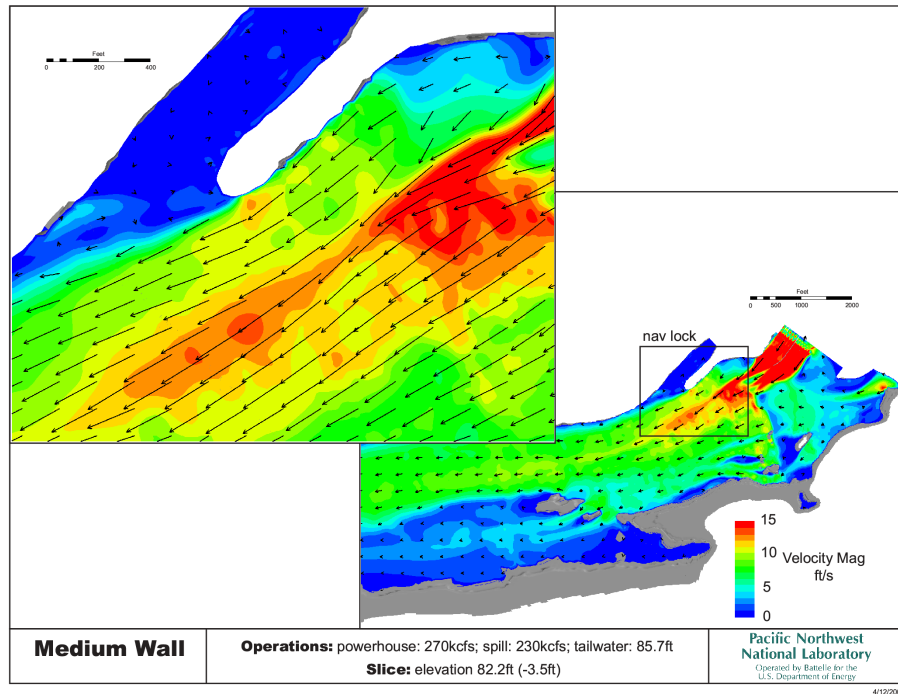 Feet
0 200 400
Feet
0 500 1000 2000
nav lock
15
10
5
0
Velocity Mag
ft/s
Medium Wall
Operations: powerhouse: 270kcfs; spill: 230kcfs; tailwater: 85.7ft
Slice: elevation 82.2ft (-3.5ft)
Pacific Northwest
National Laboratory
Operated by Battelle for the
U.S. Department of Energy